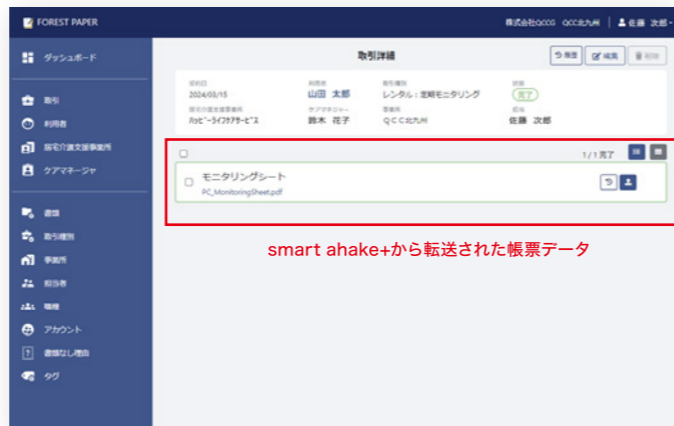 FOREST PAPER
株式会社QCCG QCC北九州 佐藤 次郎
ダッシュボード
取引詳細
履歴 編集 削除
契約日 利用者 取引種別 状態
2024/03/15 山田 太郎 レンタル：定期モニタリング 完了
居宅介護支援事業所 ケアマネジャー 事業所 担当
ハッピーライフケアサービス 鈴木 花子 QCC北九州 佐藤 次郎
取引
利用者
居宅介護支援事業所
ケアマネージャ
1/1完了
モニタリングシート
PC_MonitoringSheet.pdf
書類
取引種別
事業所
担当者
職種
アカウント
書類なし理由
タグ
smart ahake+から転送された帳票データ